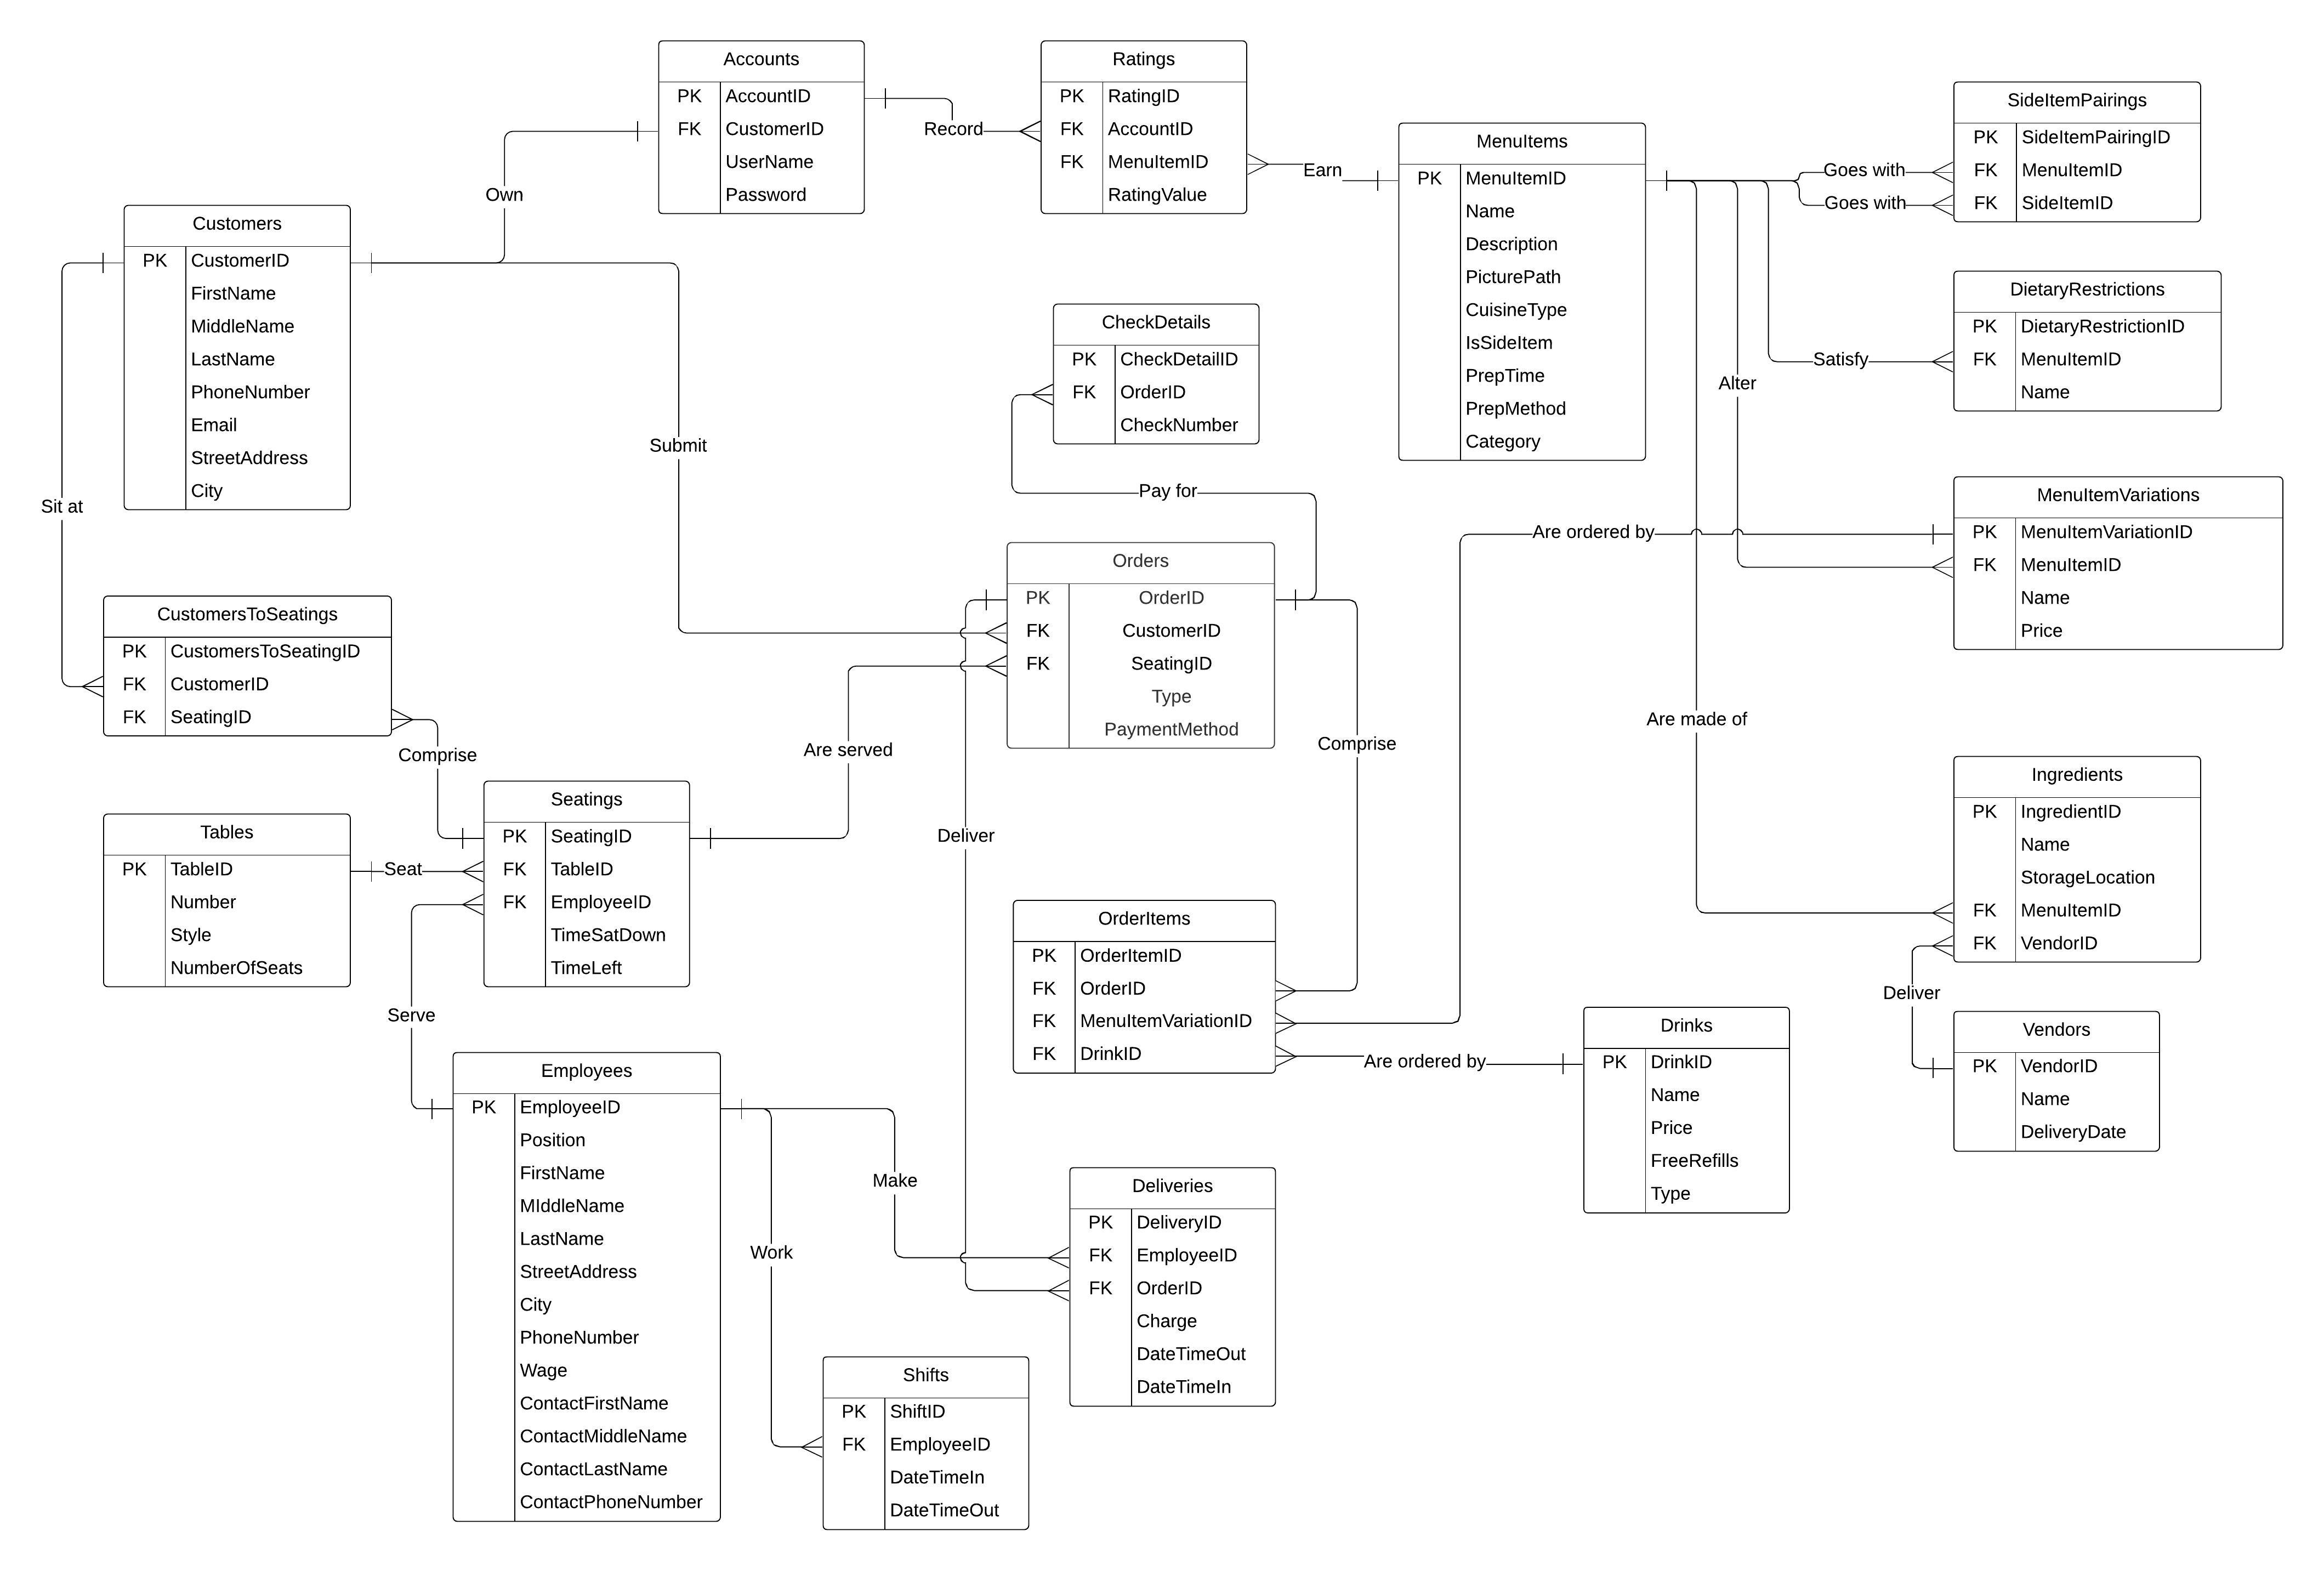 Accounts
PK AccountID
FK CustomerID
UserName
Password
Record
Ratings
PK RatingID
FK AccountID
FK MenuItemID
RatingValue
Earn
MenuItems
PK MenuItemID
Name
Description
PicturePath
CuisineType
IsSideItem
PrepTime
PrepMethod
Category
Goes with
Goes with
SideItemPairings
PK SideItemPairingID
FK MenuItemID
FK SideItemID
Own
Customers
PK CustomerID
FirstName
MiddleName
LastName
PhoneNumber
Email
StreetAddress
City
Submit
CheckDetails
PK CheckDetailID
FK OrderID
CheckNumber
Pay for
Alter
Satisfy
DietaryRestrictions
PK DietaryRestrictionID
FK MenuItemID
Name
Sit at
Are ordered by
MenuItemVariations
PK MenuItemVariationID
FK MenuItemID
Name
Price
Orders
PK OrderID
FK CustomerID
FK SeatingID
Type
PaymentMethod
CustomersToSeatings
PK CustomersToSeatingID
FK CustomerID
FK SeatingID
Comprise
Are served
Comprise
Are made of
Tables
PK TableID
Number
Style
NumberOfSeats
Seat
Seatings
PK SeatingID
FK TableID
FK EmployeeID
TimeSatDown
TimeLeft
Deliver
Ingredients
PK IngredientID
Name
StorageLocation
FK MenuItemID
FK VendorID
Deliver
Serve
OrderItems
PK OrderItemID
FK OrderID
FK MenuItemVariationID
FK DrinkID
Are ordered by
Drinks
PK DrinkID
Name
Price
FreeRefills
Type
Vendors
PK VendorID
Name
DeliveryDate
Employees
PK EmployeeID
Position
FirstName
MIddleName
LastName
StreetAddress
City
PhoneNumber
Wage
ContactFirstName
ContactMiddleName
ContactLastName
ContactPhoneNumber
Make
Work
Deliveries
PK DeliveryID
FK EmployeeID
FK OrderID
Charge
DateTimeOut
DateTimeIn
Shifts
PK ShiftID
FK EmployeeID
DateTimeIn
DateTimeOut